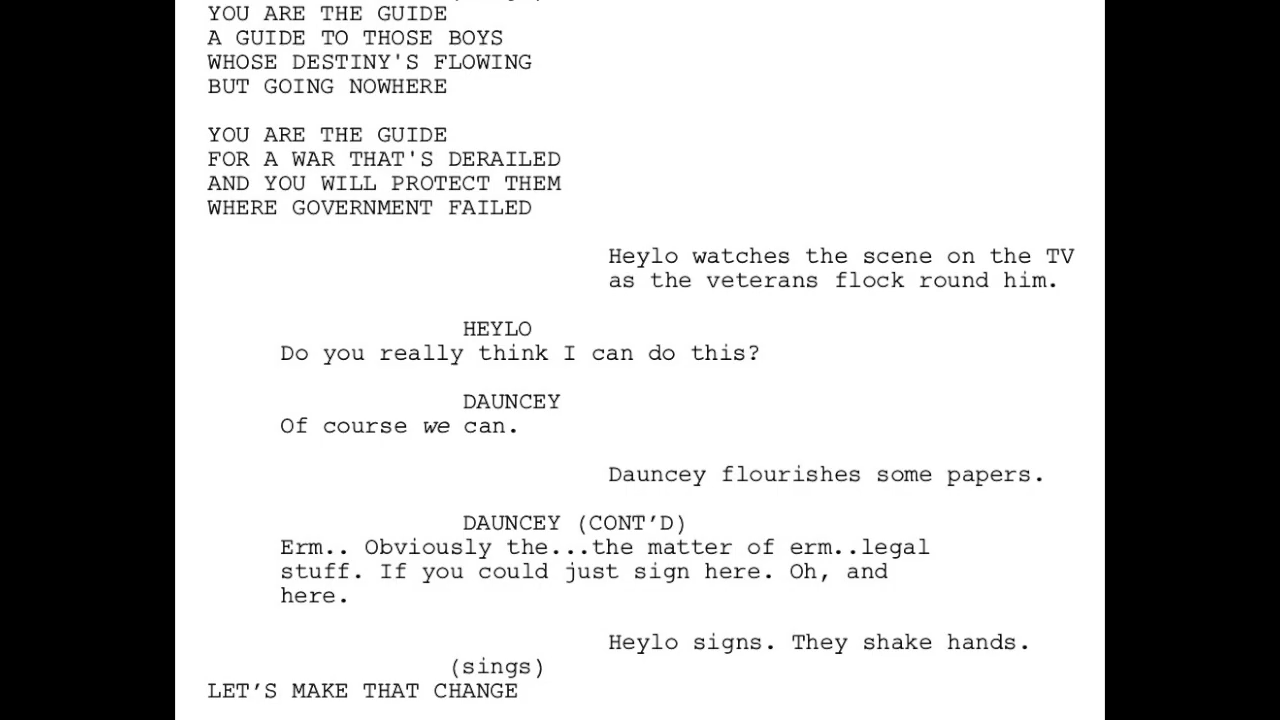 YOU ARE THE GUIDE
A GUIDE TO THOSE BOYS
WHOSE DESTINY'S FLOWING
BUT GOING NOWHERE
YOU ARE THE GUIDE
FOR A WAR THAT'S DERAILED
AND YOU WILL PROTECT THEM
WHERE GOVERNMENT FAILED
Heylo watches the scene on the TV
as the veterans flock round him.
HEYLO
Do you really think I can do this?
DAUNCEY
Of course we can.
Dauncey flourishes some papers.
DAUNCEY (CONT’D)
Erm.. Obviously the...the matter of erm..legal
stuff. If you could just sign here. Oh, and
here.
Heylo signs. They shake hands.
(sings)
LET’S MAKE THAT CHANGE